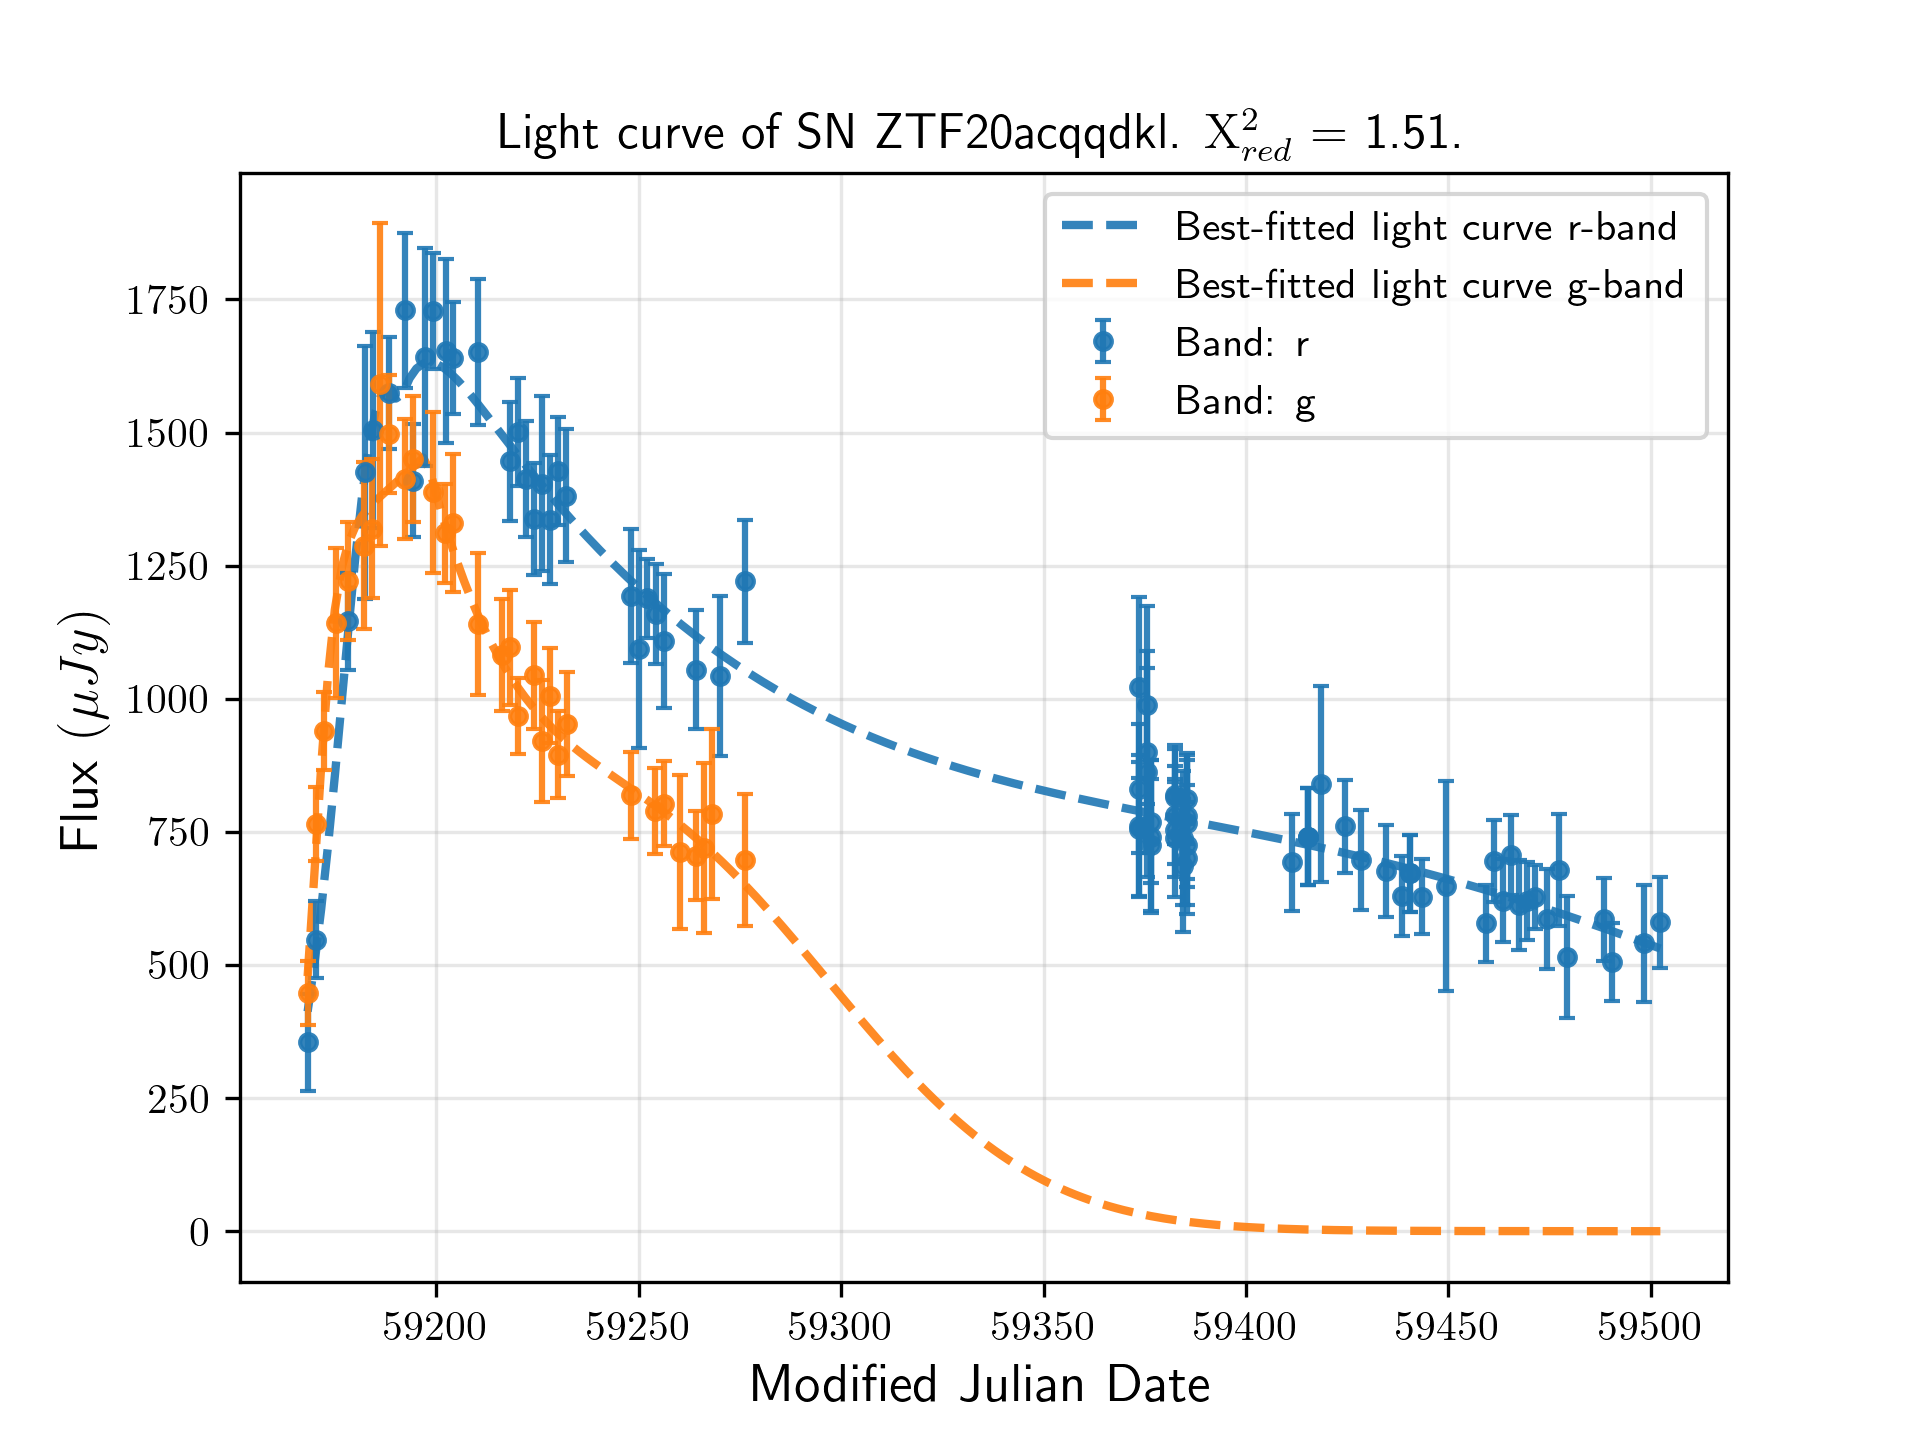 Light curve of SN ZTF20acqqdkl. X²_red = 1.51.
Best-fitted light curve r-band
Best-fitted light curve g-band
Band: r
Band: g
Flux (μJy)
1750
1500
1250
1000
750
500
250
0
59200 59250 59300 59350 59400 59450 59500
Modified Julian Date